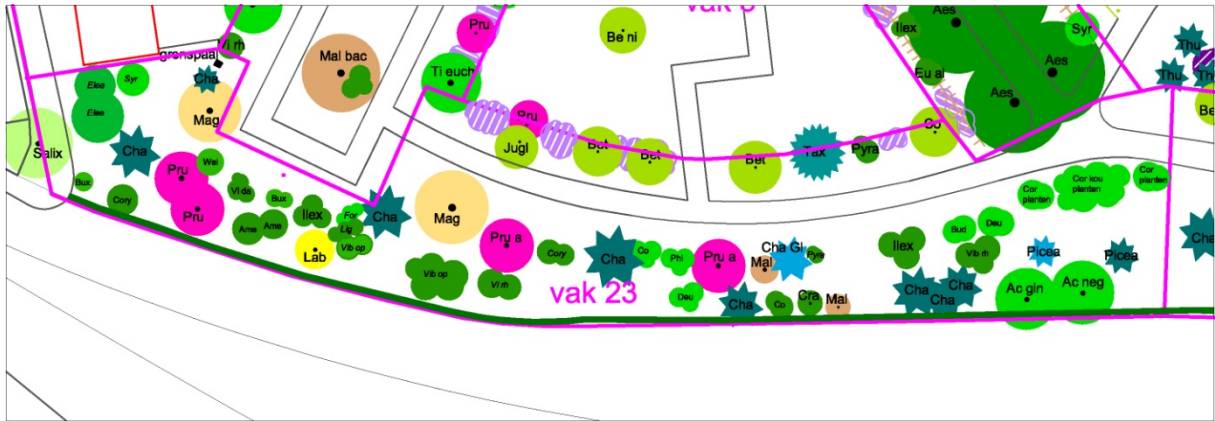 vak
Aes
Pru
Ilex
Syr
Be ni
Vi rh
grenspaal
Thu
Mal bac
Ti euch
Aes
Thu
Cha
Elea
Syr
Eu al
Aes
Mag
Elea
Pru
Co
Be
Salix
Cha
Jugl
Bet
Bet
Bet
Tax
Pyra
Pru
Wei
Bux
Cory
Vi da
Bux
Pru
Ilex
For
Lig
Cha
Mag
Cor
planten
Cor kou
planten
Cor
planten
Ame
Ame
Vib op
Lab
Pru a
Cory
Cha
Co
Phi
Pru a
Cha Gl
Mal
Pyra
Ilex
Bud
Deu
Vib rh
Picea
Picea
Cha
Vib op
Vi rh
vak 23
Deu
Cha
Co
Cra
Mal
Cha
Cha
Cha
Ac gin
Ac neg